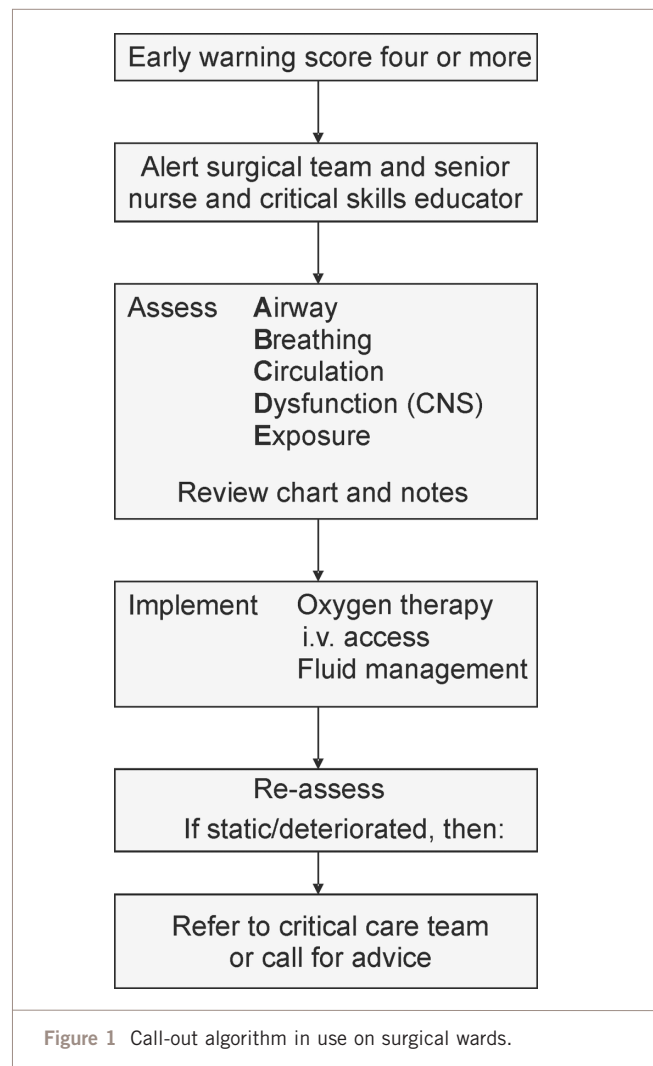 Early warning score four or more
Alert surgical team and senior
nurse and critical skills educator
Assess Airway
Breathing
Circulation
Dysfunction (CNS)
Exposure
Review chart and notes
Implement Oxygen therapy
i.v. access
Fluid management
Re-assess
If static/deteriorated, then:
Refer to critical care team
or call for advice
Figure 1 Call-out algorithm in use on surgical wards.